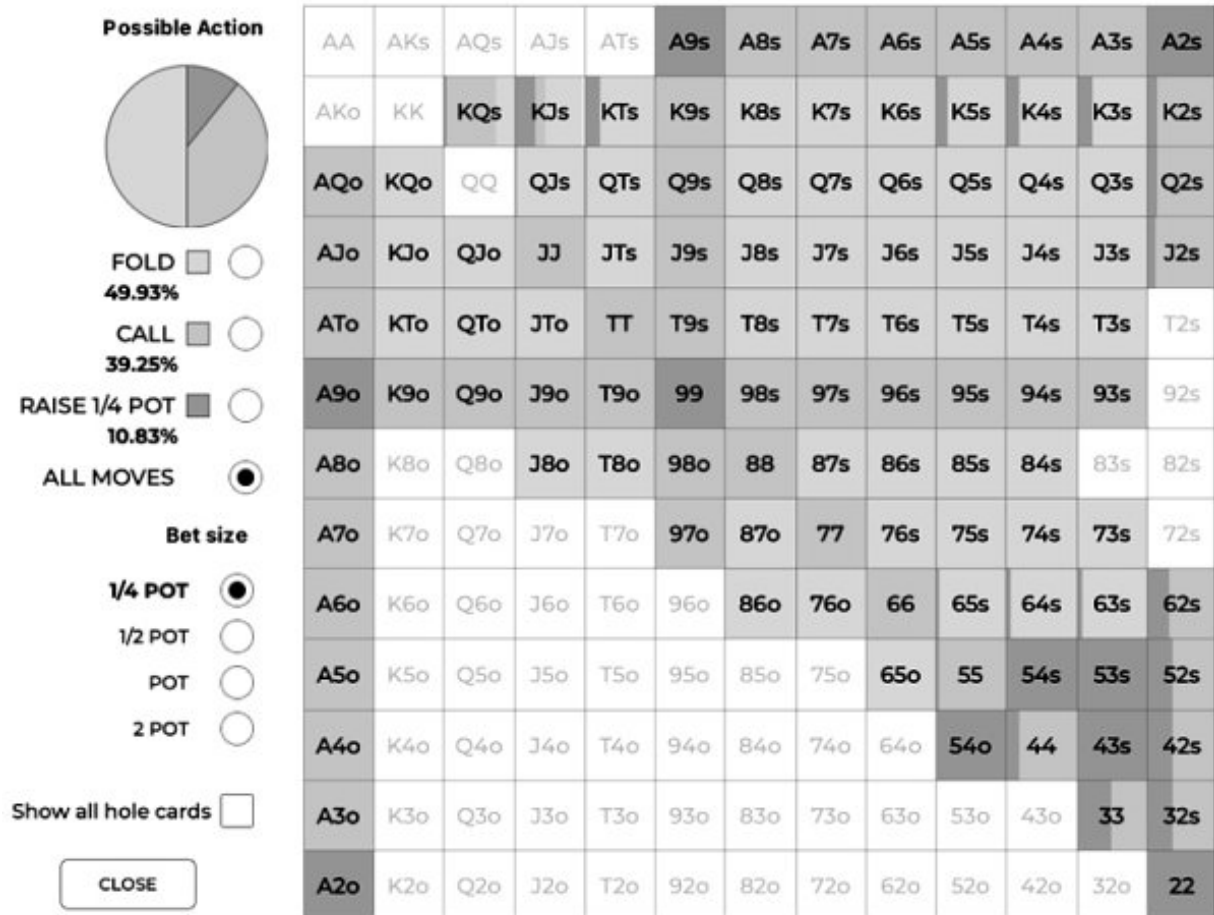 Possible Action
FOLD
49.93%
CALL
39.25%
RAISE 1/4 POT
10.83%
ALL MOVES
Bet size
1/4 POT
1/2 POT
POT
2 POT
Show all hole cards
CLOSE
AA AKs AQs AJs ATs A9s A8s A7s A6s A5s A4s A3s A2s
AKo KK KQs KJs KTs K9s K8s K7s K6s K5s K4s K3s K2s
AQo KQo QQ QJs QTs Q9s Q8s Q7s Q6s Q5s Q4s Q3s Q2s
AJo KJo QJo JJ JTs J9s J8s J7s J6s J5s J4s J3s J2s
ATo KTo QTo JTo TT T9s T8s T7s T6s T5s T4s T3s T2s
A9o K9o Q9o J9o T9o 99 98s 97s 96s 95s 94s 93s 92s
A8o K8o Q8o J8o T8o 98o 88 87s 86s 85s 84s 83s 82s
A7o K7o Q7o J7o T7o 97o 87o 77 76s 75s 74s 73s 72s
A6o K6o Q6o J6o T6o 96o 86o 76o 66 65s 64s 63s 62s
A5o K5o Q5o J5o T5o 95o 85o 75o 65o 55 54s 53s 52s
A4o K4o Q4o J4o T4o 94o 84o 74o 64o 54o 44 43s 42s
A3o K3o Q3o J3o T3o 93o 83o 73o 63o 53o 43o 33 32s
A2o K2o Q2o J2o T2o 92o 82o 72o 62o 52o 42o 32o 22